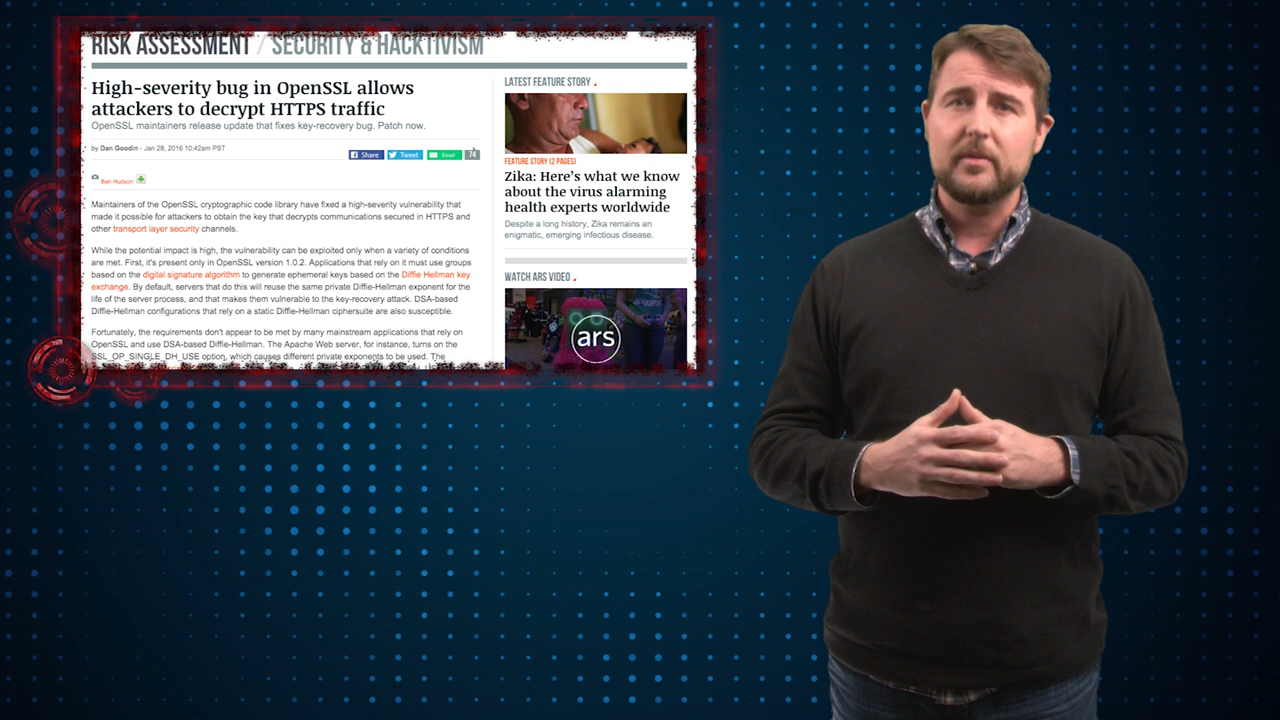 RISK ASSESSMENT / SECURITY & HACKTIVISM
High-severity bug in OpenSSL allows
attackers to decrypt HTTPS traffic
OpenSSL maintainers release update that fixes key-recovery bug. Patch now.
by Dan Goodin - Jan 28, 2016 10:42am PST
Share Tweet Email 74
Ben Hudson
Maintainers of the OpenSSL cryptographic code library have fixed a high-severity vulnerability that
made it possible for attackers to obtain the key that decrypts communications secured in HTTPS and
other transport layer security channels.
While the potential impact is high, the vulnerability can be exploited only when a variety of conditions
are met. First, it's present only in OpenSSL version 1.0.2. Applications that rely on it must use groups
based on the digital signature algorithm to generate ephemeral keys based on the Diffie Hellman key
exchange. By default, servers that do this will reuse the same private Diffie-Hellman exponent for the
life of the server process, and that makes them vulnerable to the key-recovery attack. DSA-based
Diffie-Hellman configurations that rely on a static Diffie-Hellman ciphersuite are also susceptible.
Fortunately, the requirements don't appear to be met by many mainstream applications that rely on
OpenSSL and use DSA-based Diffie-Hellman. The Apache Web server, for instance, turns on the
SSL_OP_SINGLE_DH_USE option, which causes different private exponents to be used. The
LATEST FEATURE STORY
FEATURE STORY (2 PAGES)
Zika: Here's what we know
about the virus alarming
health experts worldwide
Despite a long history, Zika remains an
enigmatic, emerging infectious disease.
WATCH ARS VIDEO
ars